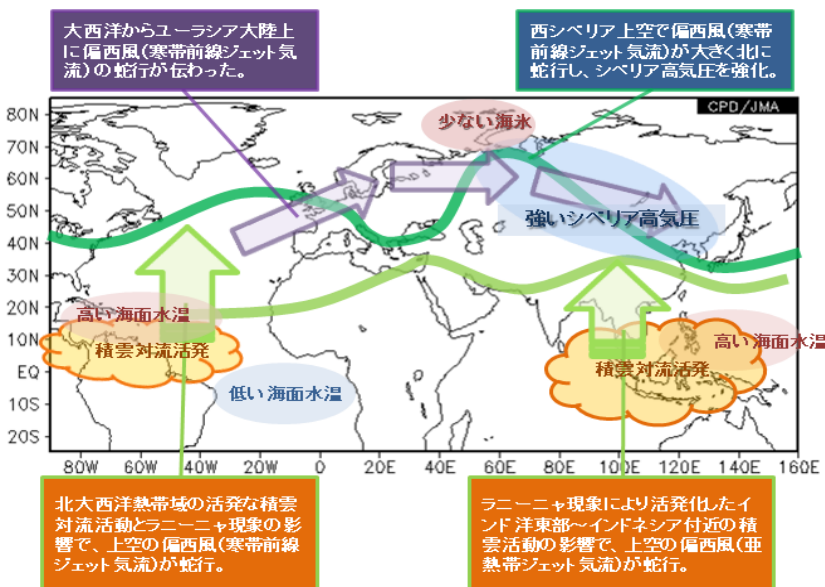 大西洋からユーラシア大陸上
に偏西風(寒帯前線ジェット気
流)の蛇行が伝わった。
西シベリア上空で偏西風(寒帯
前線ジェット気流)が大きく北に
蛇行し、シベリア高気圧を強化。
CPD/JMA
80N
70N
60N
50N
40N
30N
20N
10N
EQ
10S
20S
少ない海氷
強いシベリア高気圧
高い海面水温
積雲対流活発
低い海面水温
高い海面水温
積雲対流活発
80W
60W
40W
20W
0
20E
40E
60E
80E
100E
120E
140E
160E
北大西洋熱帯域の活発な積雲
対流活動とラニーニャ現象の影
響で、上空の偏西風(寒帯前線
ジェット気流)が蛇行。
ラニーニャ現象により活発化したイ
ンド洋東部～インドネシア付近の積
雲活動の影響で、上空の偏西風(亜
熱帯ジェット気流)が蛇行。